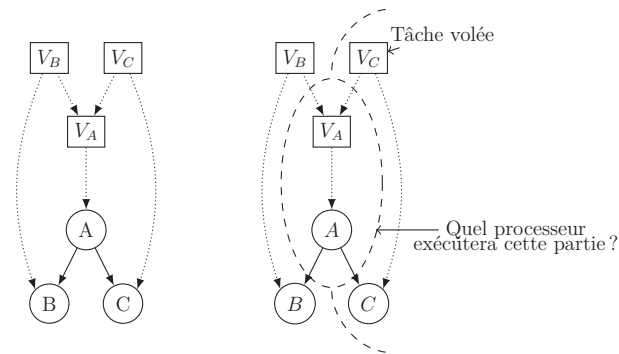 Tâche volée
V_B V_C V_B V_C
V_A V_A
A A
Quel processeur
exécutera cette partie ?
B C B C